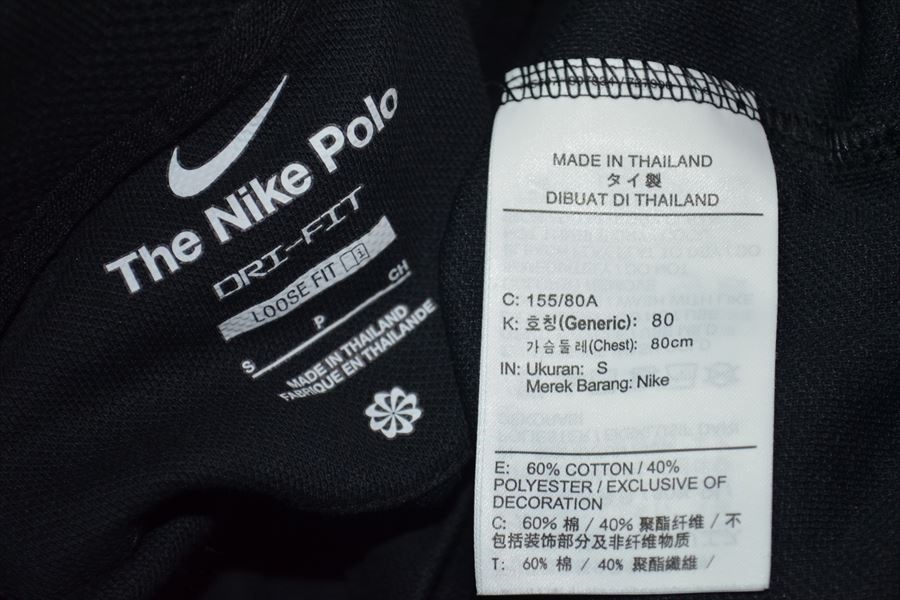 The Nike Polo
DRI-FIT
LOOSE FIT
S P CH
MADE IN THAILAND
FABRIQUE EN THAILANDE
MADE IN THAILAND
タイ製
DIBUAT DI THAILAND
C: 155/80A
K: 호칭(Generic): 80
가슴둘레(Chest): 80cm
IN: Ukuran: S
Merek Barang: Nike
E: 60% COTTON / 40%
POLYESTER / EXCLUSIVE OF
DECORATION
C: 60% 棉 / 40% 聚酯纤维 / 不
包括装饰部分及非纤维物质
T: 60% 棉 / 40% 聚酯纖維 /